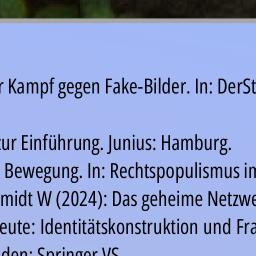 r Kampf gegen Fake-Bilder. In: DerSt
zur Einführung. Junius: Hamburg.
Bewegung. In: Rechtspopulismus im
midt W (2024): Das geheime Netzwe
eute: Identitätskonstruktion und Fra
den: Springer VS